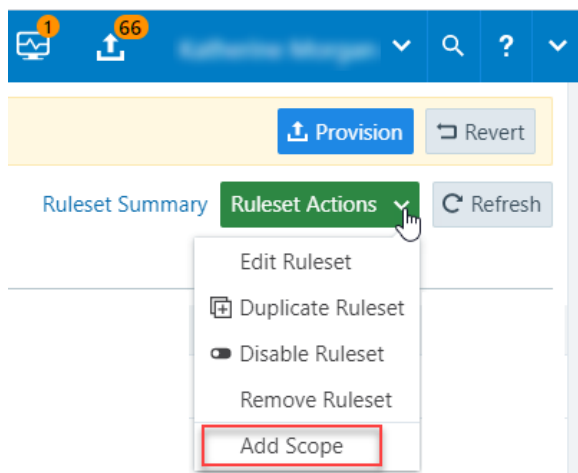 1 66 ?
Provision Revert
Ruleset Summary Ruleset Actions Refresh
Edit Ruleset
Duplicate Ruleset
Disable Ruleset
Remove Ruleset
Add Scope